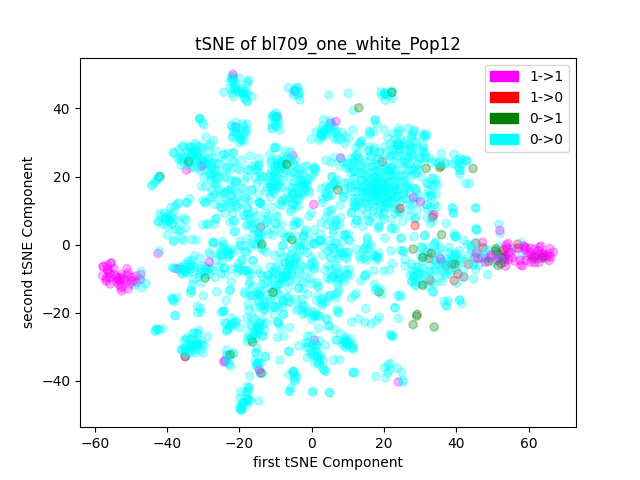 tSNE of bl709_one_white_Pop12
1->1
1->0
0->1
0->0
second tSNE Component
40
20
0
−20
−40
−60 −40 −20 0 20 40 60
first tSNE Component